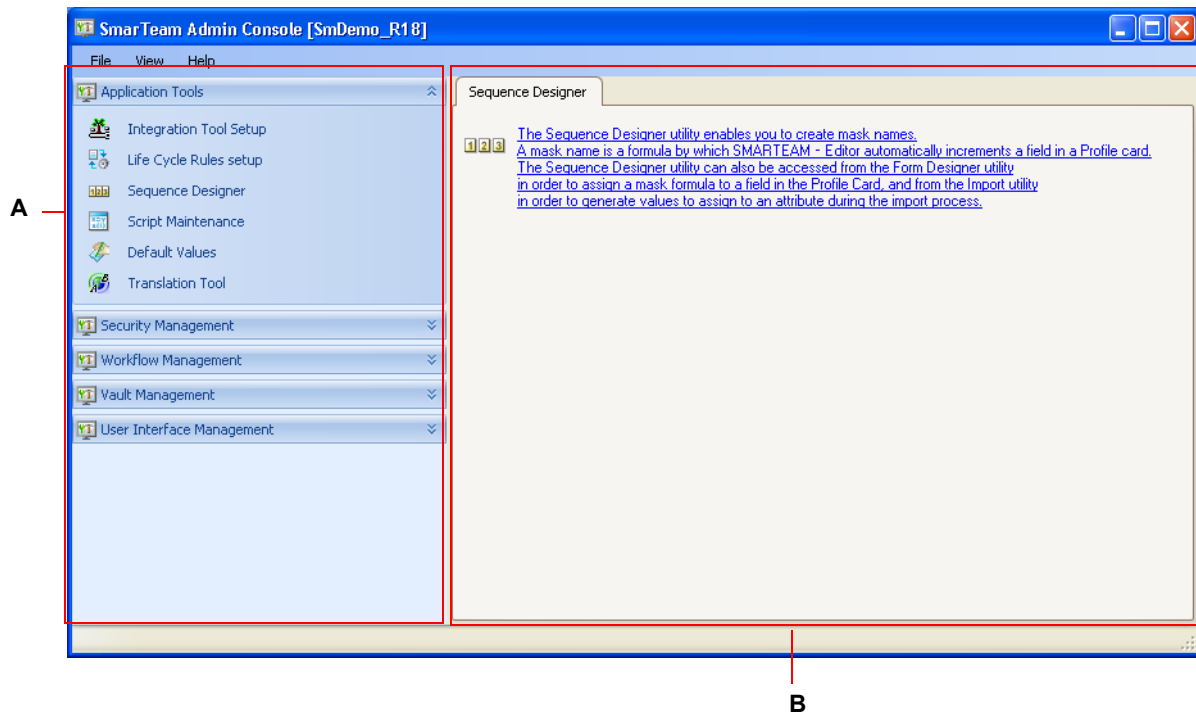 SmarTeam Admin Console [SmDemo_R18]
File View Help
Application Tools
Integration Tool Setup
Life Cycle Rules setup
Sequence Designer
Script Maintenance
Default Values
Translation Tool
Security Management
Workflow Management
Vault Management
User Interface Management
Sequence Designer
1 2 3
The Sequence Designer utility enables you to create mask names.
A mask name is a formula by which SMARTEAM - Editor automatically increments a field in a Profile card.
The Sequence Designer utility can also be accessed from the Form Designer utility
in order to assign a mask formula to a field in the Profile Card, and from the Import utility
in order to generate values to assign to an attribute during the import process.
A
B